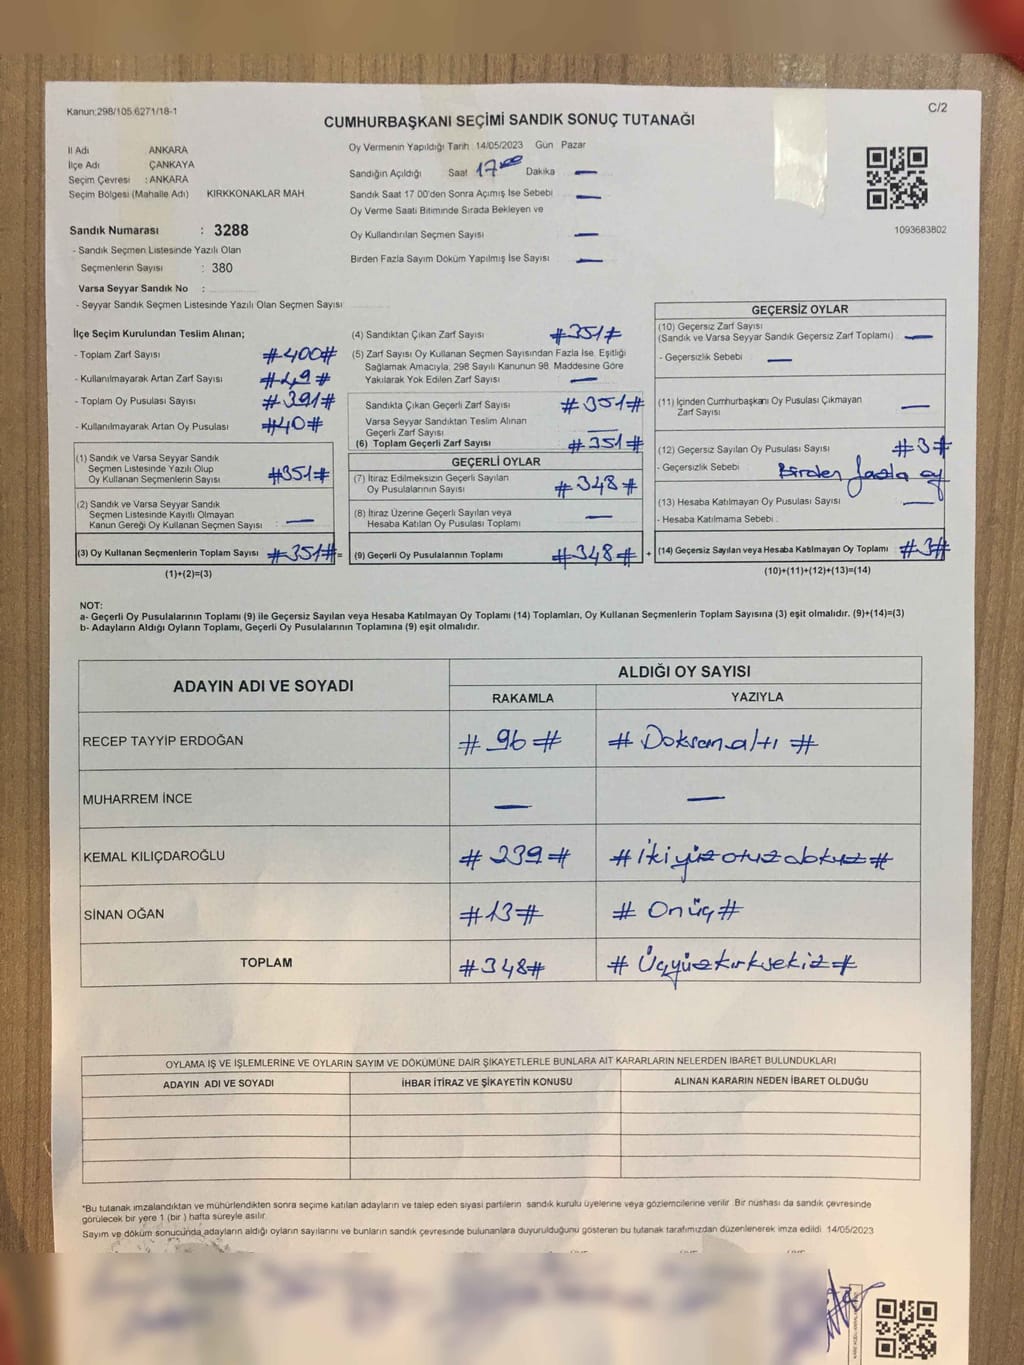 Kanun:298/105.6271/18-1
C/2
CUMHURBAŞKANI SEÇİMİ SANDIK SONUÇ TUTANAĞI
İl Adı ANKARA
İlçe Adı ÇANKAYA
Seçim Çevresi : ANKARA
Seçim Bölgesi (Mahalle Adı) KIRKKONAKLAR MAH
Sandık Numarası : 3288
- Sandık Seçmen Listesinde Yazılı Olan
Seçmenlerin Sayısı : 380
Varsa Seyyar Sandık No :
- Seyyar Sandık Seçmen Listesinde Yazılı Olan Seçmen Sayısı:
Oy Vermenin Yapıldığı Tarih 14/05/2023 Gün Pazar
Sandığın Açıldığı Saat 17.00 Dakika —
Sandık Saat 17.00'den Sonra Açımış İse Sebebi —
Oy Verme Saati Bitiminde Sırada Bekleyen ve
Oy Kullandırılan Seçmen Sayısı —
Birden Fazla Sayım Döküm Yapılmış İse Sayısı —
1093683802
İlçe Seçim Kurulundan Teslim Alınan;
- Toplam Zarf Sayısı #400#
- Kullanılmayarak Artan Zarf Sayısı #49#
- Toplam Oy Pusulası Sayısı #391#
- Kullanılmayarak Artan Oy Pusulası #40#
(1) Sandık ve Varsa Seyyar Sandık
Seçmen Listesinde Yazılı Olup
Oy Kullanan Seçmenlerin Sayısı #351#
(2) Sandık ve Varsa Seyyar Sandık
Seçmen Listesinde Kayıtlı Olmayan
Kanun Gereği Oy Kullanan Seçmen Sayısı : —
(3) Oy Kullanan Seçmenlerin Toplam Sayısı #351# =
(1)+(2)=(3)
(4) Sandıktan Çıkan Zarf Sayısı #351#
(5) Zarf Sayısı Oy Kullanan Seçmen Sayısından Fazla İse. Eşitliği
Sağlamak Amacıyla, 298 Sayılı Kanunun 98. Maddesine Göre
Yakılarak Yok Edilen Zarf Sayısı —
Sandıkta Çıkan Geçerli Zarf Sayısı #351#
Varsa Seyyar Sandıktan Teslim Alınan
Geçerli Zarf Sayısı —
(6) Toplam Geçerli Zarf Sayısı #351#
GEÇERLİ OYLAR
(7) İtiraz Edilmeksizin Geçerli Sayılan
Oy Pusulalarının Sayısı #348#
(8) İtiraz Üzerine Geçerli Sayılan veya
Hesaba Katılan Oy Pusulası Toplamı —
(9) Geçerli Oy Pusulalarının Toplamı #348# +
GEÇERSİZ OYLAR
(10) Geçersiz Zarf Sayısı
(Sandık ve Varsa Seyyar Sandık Geçersiz Zarf Toplamı) —
- Geçersizlik Sebebi —
(11) İçinden Cumhurbaşkanı Oy Pusulası Çıkmayan
Zarf Sayısı —
(12) Geçersiz Sayılan Oy Pusulası Sayısı #3#
- Geçersizlik Sebebi Birden fazla oy
(13) Hesaba Katılmayan Oy Pusulası Sayısı —
- Hesaba Katılmama Sebebi :
(14) Geçersiz Sayılan veya Hesaba Katılmayan Oy Toplamı #3#
(10)+(11)+(12)+(13)=(14)
NOT:
a- Geçerli Oy Pusulalarının Toplamı (9) ile Geçersiz Sayılan veya Hesaba Katılmayan Oy Toplamı (14) Toplamları, Oy Kullanan Seçmenlerin Toplam Sayısına (3) eşit olmalıdır. (9)+(14)=(3)
b- Adayların Aldığı Oyların Toplamı, Geçerli Oy Pusulalarının Toplamına (9) eşit olmalıdır.
ADAYIN ADI VE SOYADI ALDIĞI OY SAYISI
RAKAMLA YAZIYLA
RECEP TAYYİP ERDOĞAN #96# #Doksanaltı#
MUHARREM İNCE — —
KEMAL KILIÇDAROĞLU #239# #İkiyüzotuzdokuz#
SİNAN OĞAN #13# #Onüç#
TOPLAM #348# #Üçyüzkırksekiz#
OYLAMA İŞ VE İŞLEMLERİNE VE OYLARIN SAYIM VE DÖKÜMÜNE DAİR ŞİKAYETLERLE BUNLARA AİT KARARLARIN NELERDEN İBARET BULUNDUKLARI
ADAYIN ADI VE SOYADI İHBAR İTİRAZ VE ŞİKAYETİN KONUSU ALINAN KARARIN NEDEN İBARET OLDUĞU
*Bu tutanak imzalandıktan ve mühürlendikten sonra seçime katılan adayların ve talep eden siyasi partilerin sandık kurulu üyelerine veya gözlemcilerine verilir. Bir nüshası da sandık çevresinde
görülecek bir yere 1 (bir) hafta süreyle asılır.
Sayım ve döküm sonucunda adayların aldığı oyların sayılarını ve bunların sandık çevresinde bulunanlara duyurulduğunu gösteren bu tutanak tarafımızdan düzenlenerek imza edildi. 14/05/2023